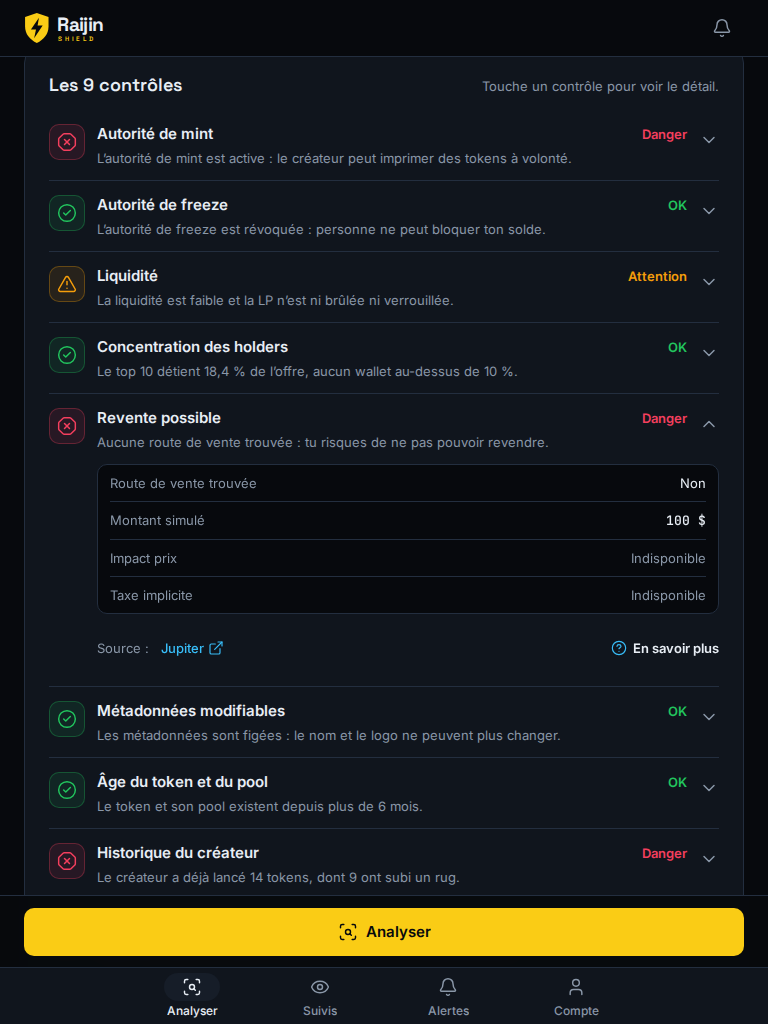 Raijin
SHIELD
Les 9 contrôles
Touche un contrôle pour voir le détail.
Autorité de mint
Danger
L’autorité de mint est active : le créateur peut imprimer des tokens à volonté.
Autorité de freeze
OK
L’autorité de freeze est révoquée : personne ne peut bloquer ton solde.
Liquidité
Attention
La liquidité est faible et la LP n’est ni brûlée ni verrouillée.
Concentration des holders
OK
Le top 10 détient 18,4 % de l’offre, aucun wallet au-dessus de 10 %.
Revente possible
Danger
Aucune route de vente trouvée : tu risques de ne pas pouvoir revendre.
Route de vente trouvée
Non
Montant simulé
100 $
Impact prix
Indisponible
Taxe implicite
Indisponible
Source : Jupiter
En savoir plus
Métadonnées modifiables
OK
Les métadonnées sont figées : le nom et le logo ne peuvent plus changer.
Âge du token et du pool
OK
Le token et son pool existent depuis plus de 6 mois.
Historique du créateur
Danger
Le créateur a déjà lancé 14 tokens, dont 9 ont subi un rug.
Analyser
Analyser
Suivis
Alertes
Compte